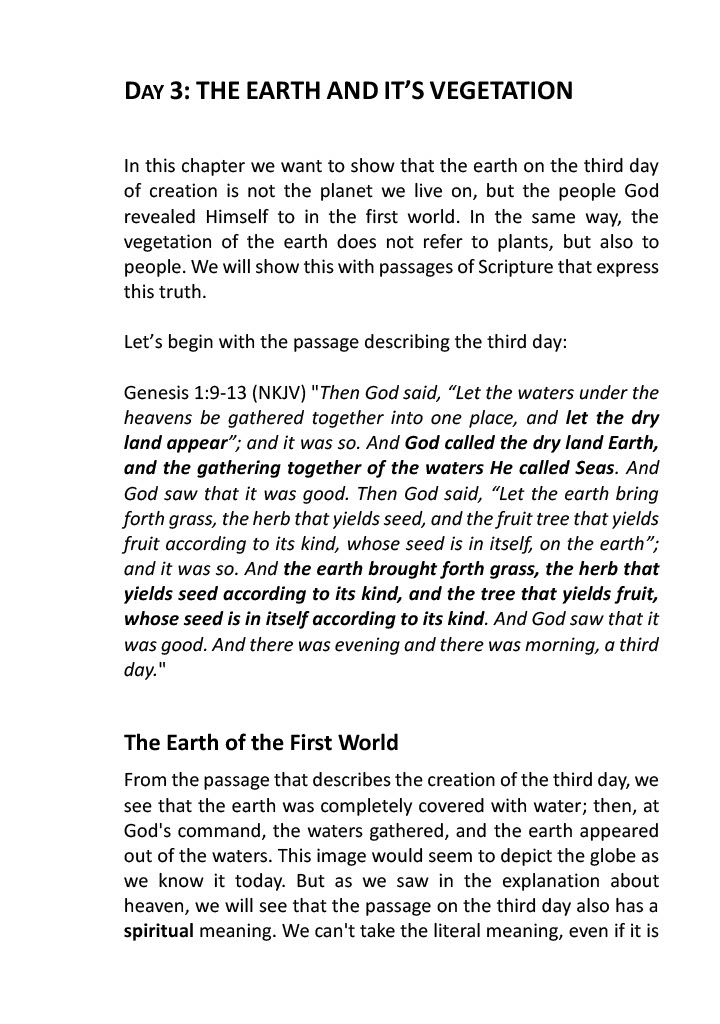 DAY 3: THE EARTH AND IT’S VEGETATION
In this chapter we want to show that the earth on the third day
of creation is not the planet we live on, but the people God
revealed Himself to in the first world. In the same way, the
vegetation of the earth does not refer to plants, but also to
people. We will show this with passages of Scripture that express
this truth.
Let’s begin with the passage describing the third day:
Genesis 1:9-13 (NKJV) "Then God said, “Let the waters under the
heavens be gathered together into one place, and let the dry
land appear”; and it was so. And God called the dry land Earth,
and the gathering together of the waters He called Seas. And
God saw that it was good. Then God said, “Let the earth bring
forth grass, the herb that yields seed, and the fruit tree that yields
fruit according to its kind, whose seed is in itself, on the earth”;
and it was so. And the earth brought forth grass, the herb that
yields seed according to its kind, and the tree that yields fruit,
whose seed is in itself according to its kind. And God saw that it
was good. And there was evening and there was morning, a third
day."
The Earth of the First World
From the passage that describes the creation of the third day, we
see that the earth was completely covered with water; then, at
God's command, the waters gathered, and the earth appeared
out of the waters. This image would seem to depict the globe as
we know it today. But as we saw in the explanation about
heaven, we will see that the passage on the third day also has a
spiritual meaning. We can't take the literal meaning, even if it is